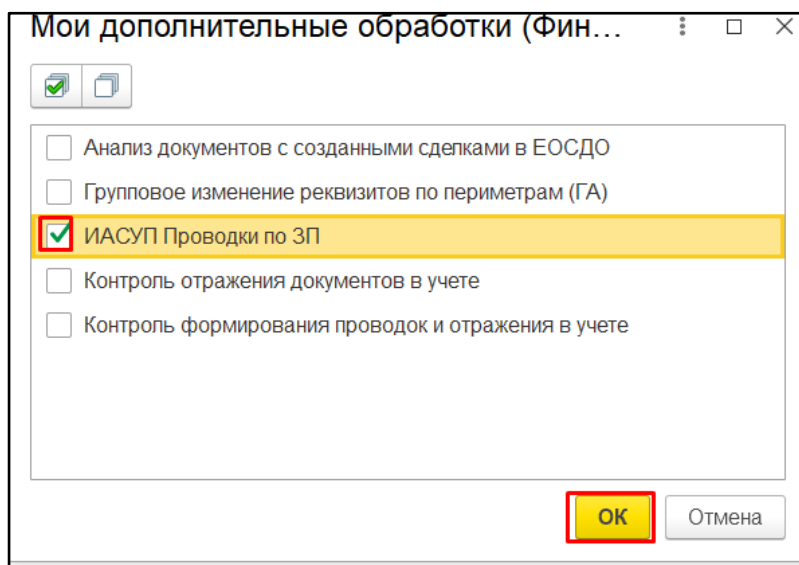 Мои дополнительные обработки (Фин...
Анализ документов с созданными сделками в ЕОСДО
Групповое изменение реквизитов по периметрам (ГА)
ИАСУП Проводки по ЗП
Контроль отражения документов в учете
Контроль формирования проводок и отражения в учете
ОК
Отмена